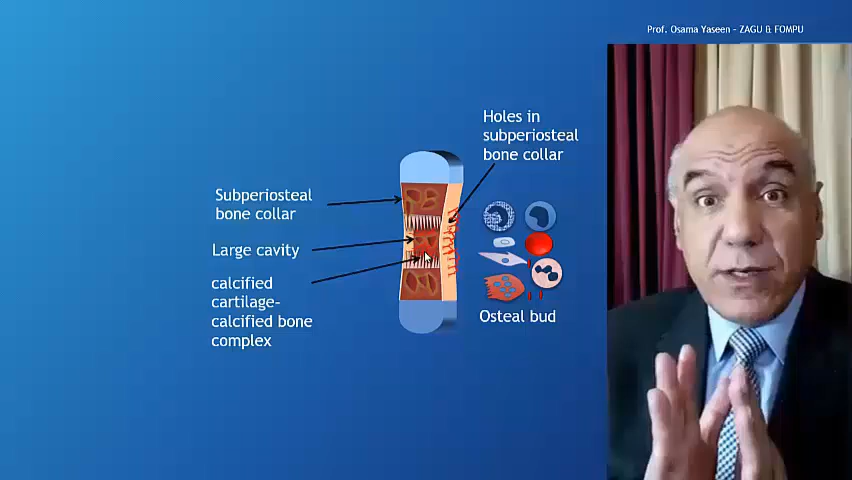 Prof. Osama Yaseen – ZAGU & FOMPU
Holes in
subperiosteal
bone collar
Subperiosteal
bone collar
Large cavity
calcified
cartilage-
calcified bone
complex
Osteal bud